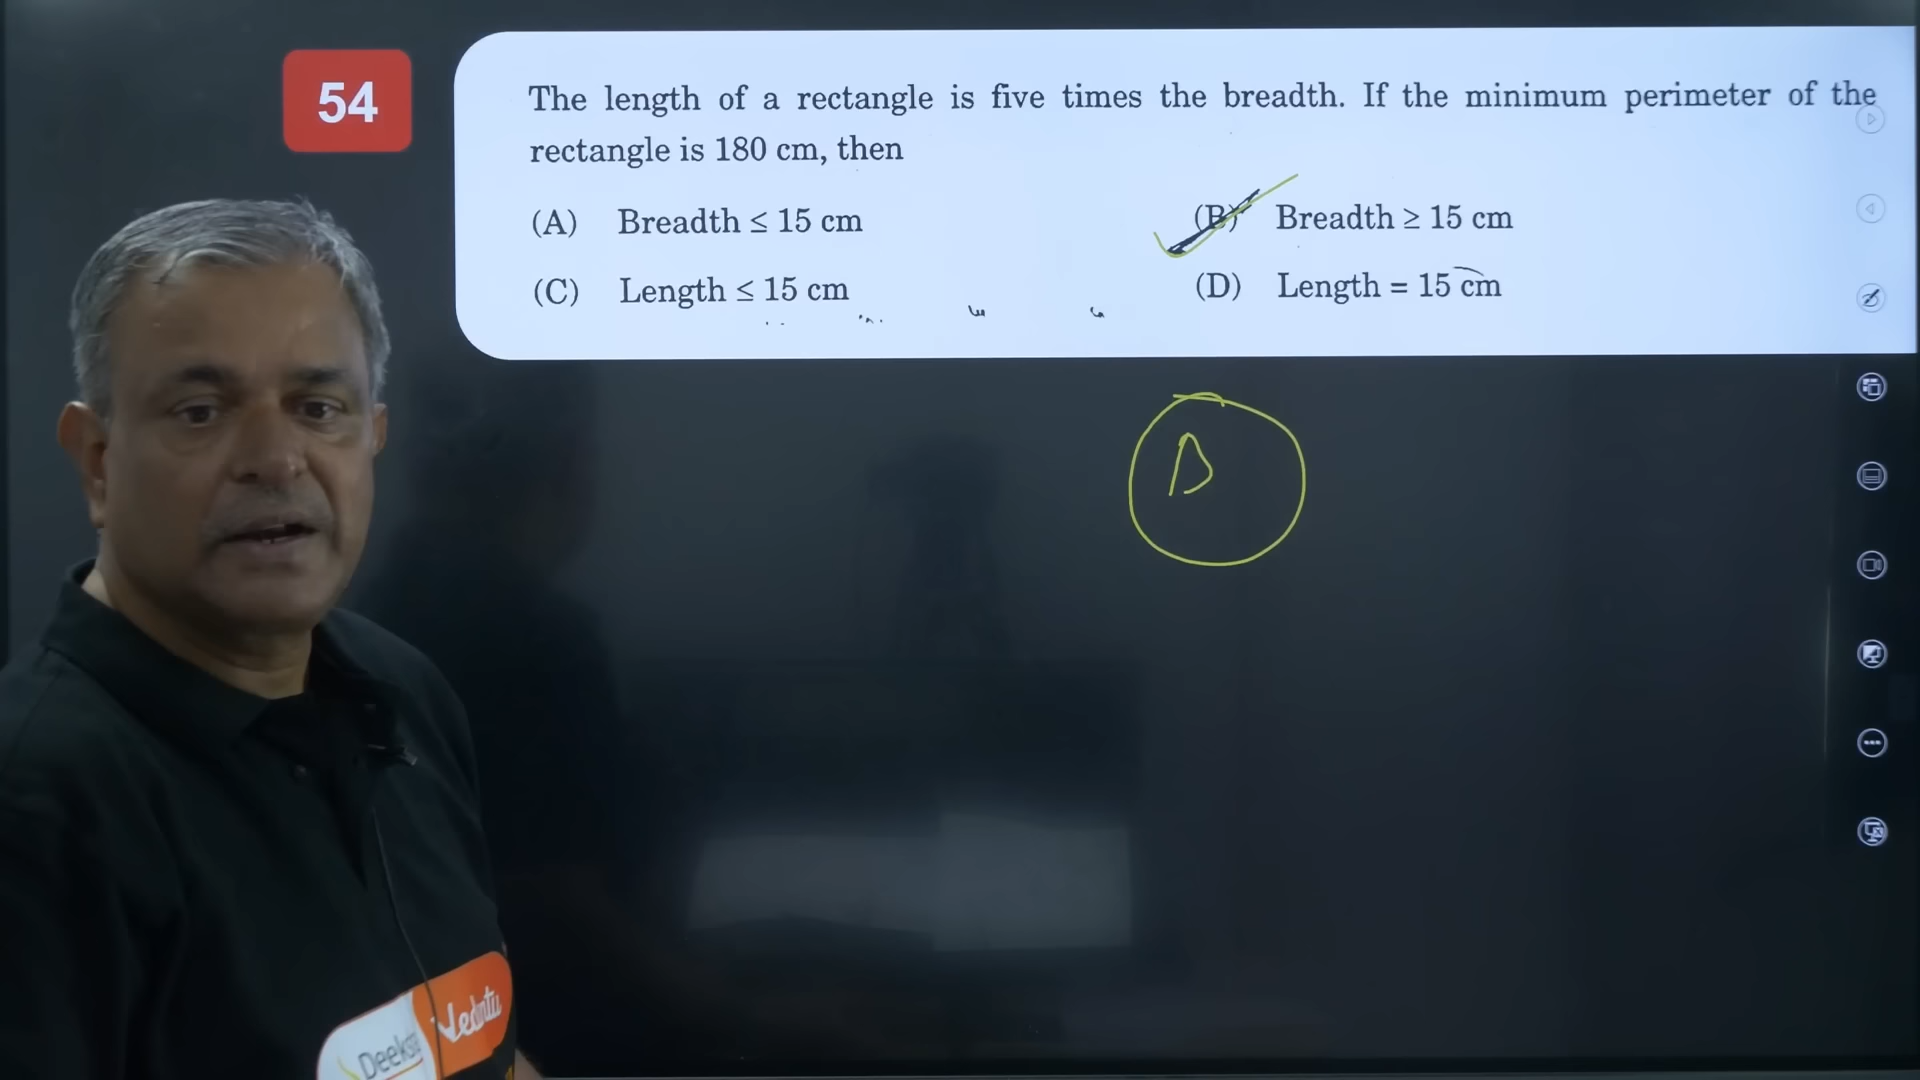 54
The length of a rectangle is five times the breadth. If the minimum perimeter of the
rectangle is 180 cm, then
(A) Breadth ≤ 15 cm
(B) Breadth ≥ 15 cm
(C) Length ≤ 15 cm
(D) Length = 15 cm
Vedantu